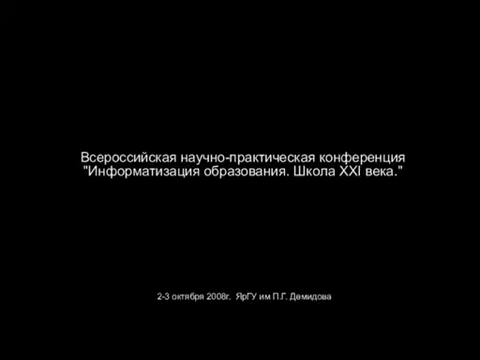 Всероссийская научно-практическая конференция
"Информатизация образования. Школа XXI века."
2-3 октября 2008г. ЯрГУ им П.Г. Демидова